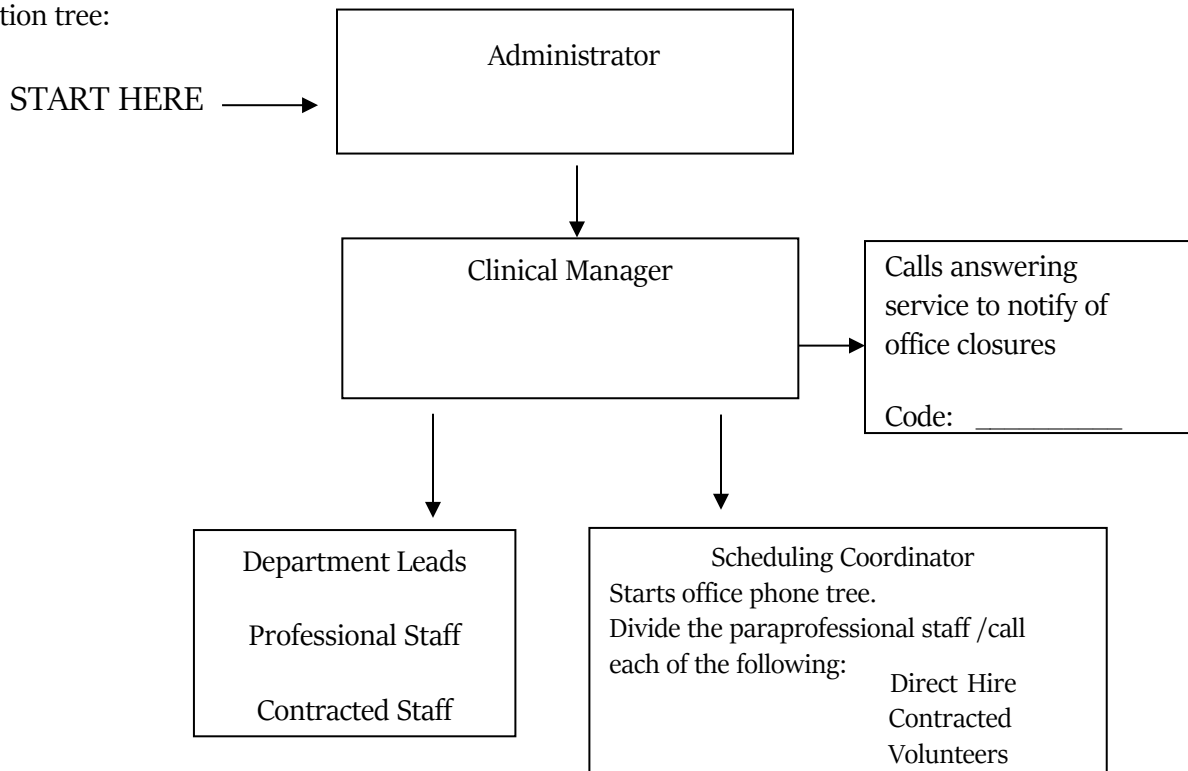 tion tree:
Administrator
START HERE
Clinical Manager
Calls answering
service to notify of
office closures
Code: ___________
Department Leads
Professional Staff
Contracted Staff
Scheduling Coordinator
Starts office phone tree.
Divide the paraprofessional staff /call
each of the following:
Direct Hire
Contracted
Volunteers